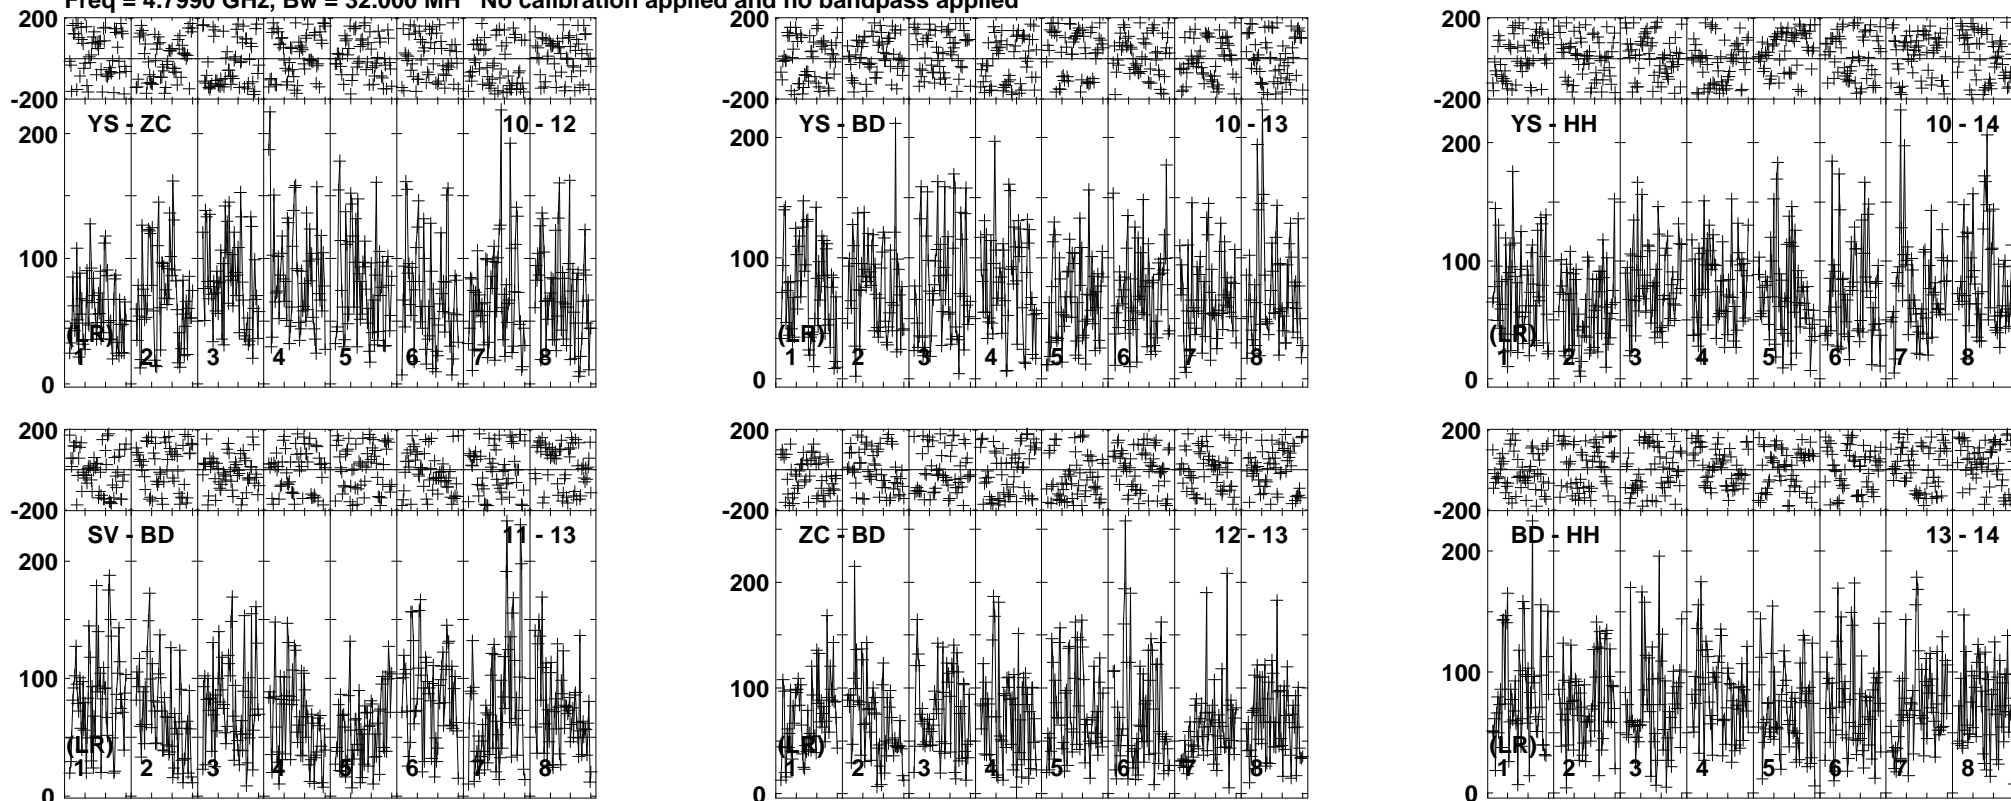 Freq = 4.7990 GHz, Bw = 32.000 MH No calibration applied and no bandpass applied
200
-200
YS - ZC 10 - 12
200
100
0
(LR)
1 2 3 4 5 6 7 8
200
-200
YS - BD 10 - 13
200
100
0
(LR)
1 2 3 4 5 6 7 8
200
-200
YS - HH 10 - 14
200
100
0
(LR)
1 2 3 4 5 6 7 8
200
-200
SV - BD 11 - 13
200
100
0
(LR)
1 2 3 4 5 6 7 8
200
-200
ZC - BD 12 - 13
200
100
0
(LR)
1 2 3 4 5 6 7 8
200
-200
BD - HH 13 - 14
200
100
0
(LR)
1 2 3 4 5 6 7 8